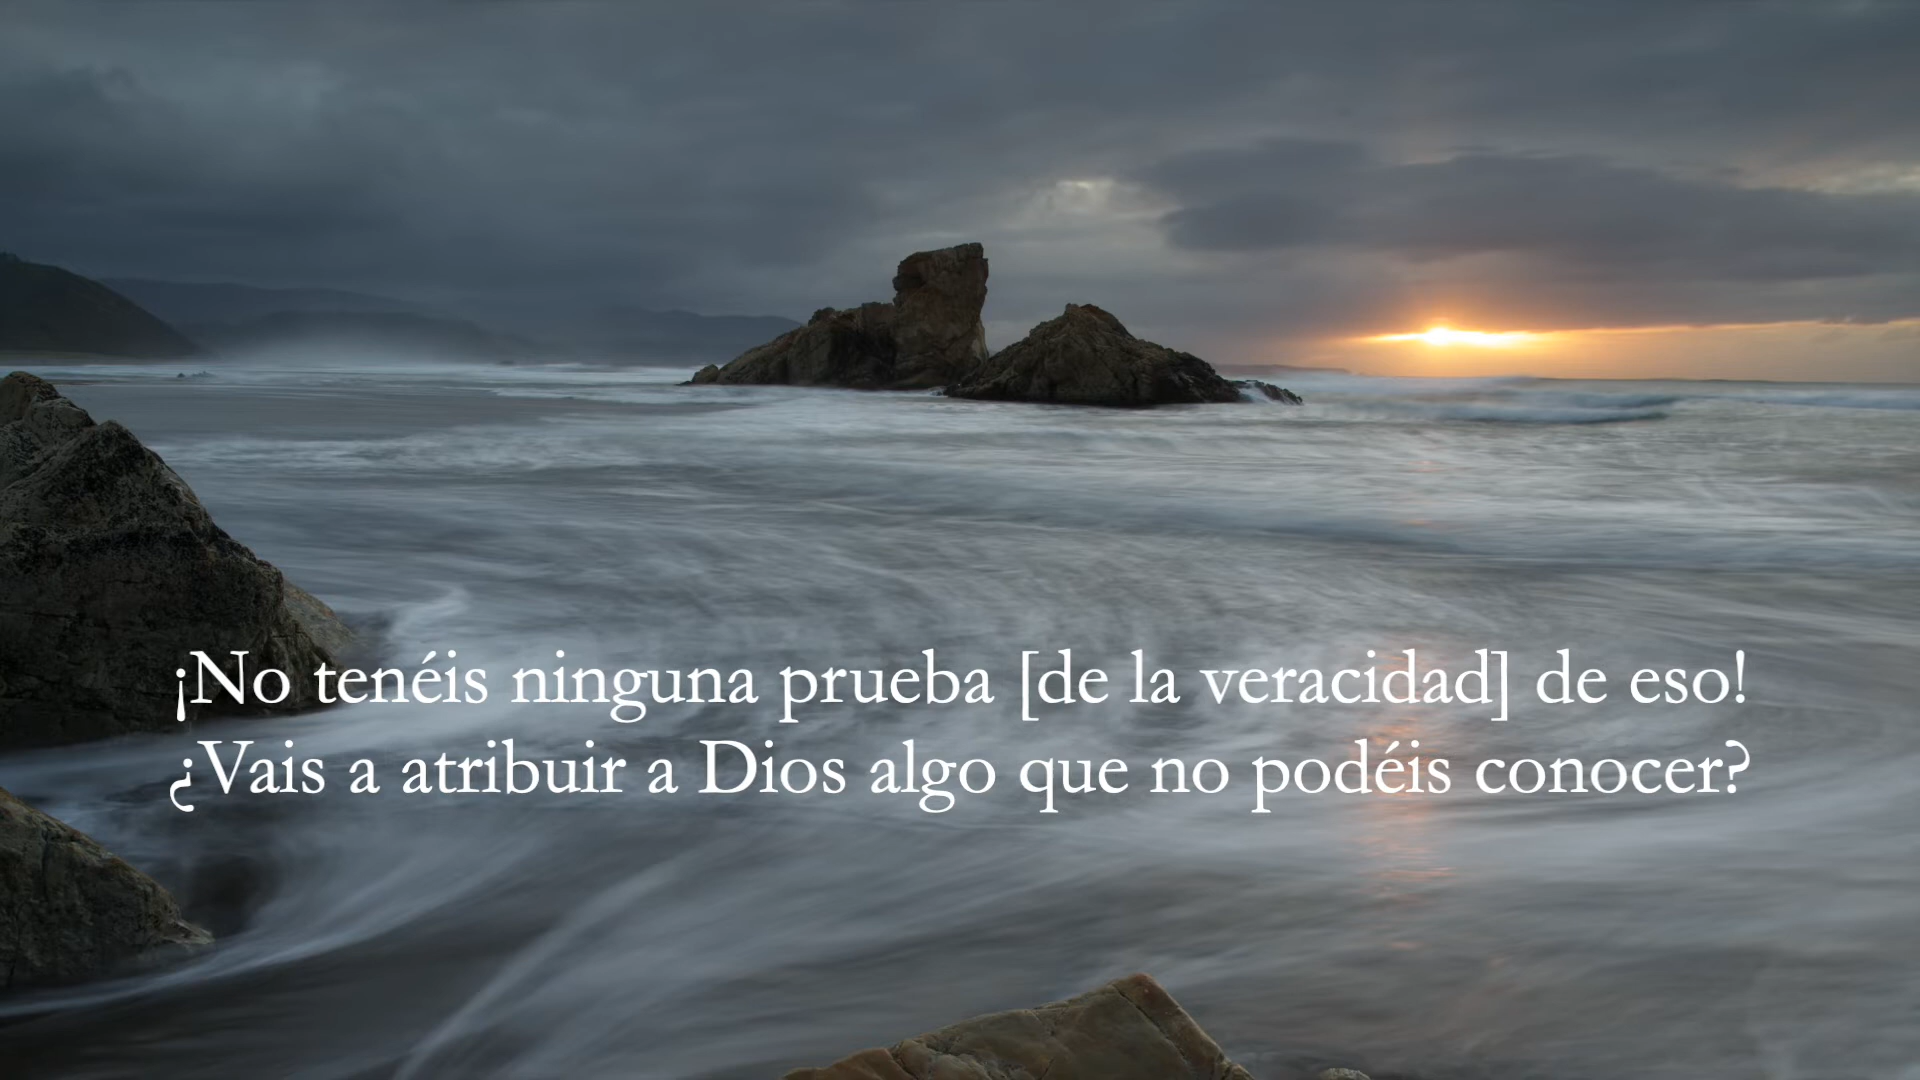 ¡No tenéis ninguna prueba [de la veracidad] de eso!
¿Vais a atribuir a Dios algo que no podéis conocer?